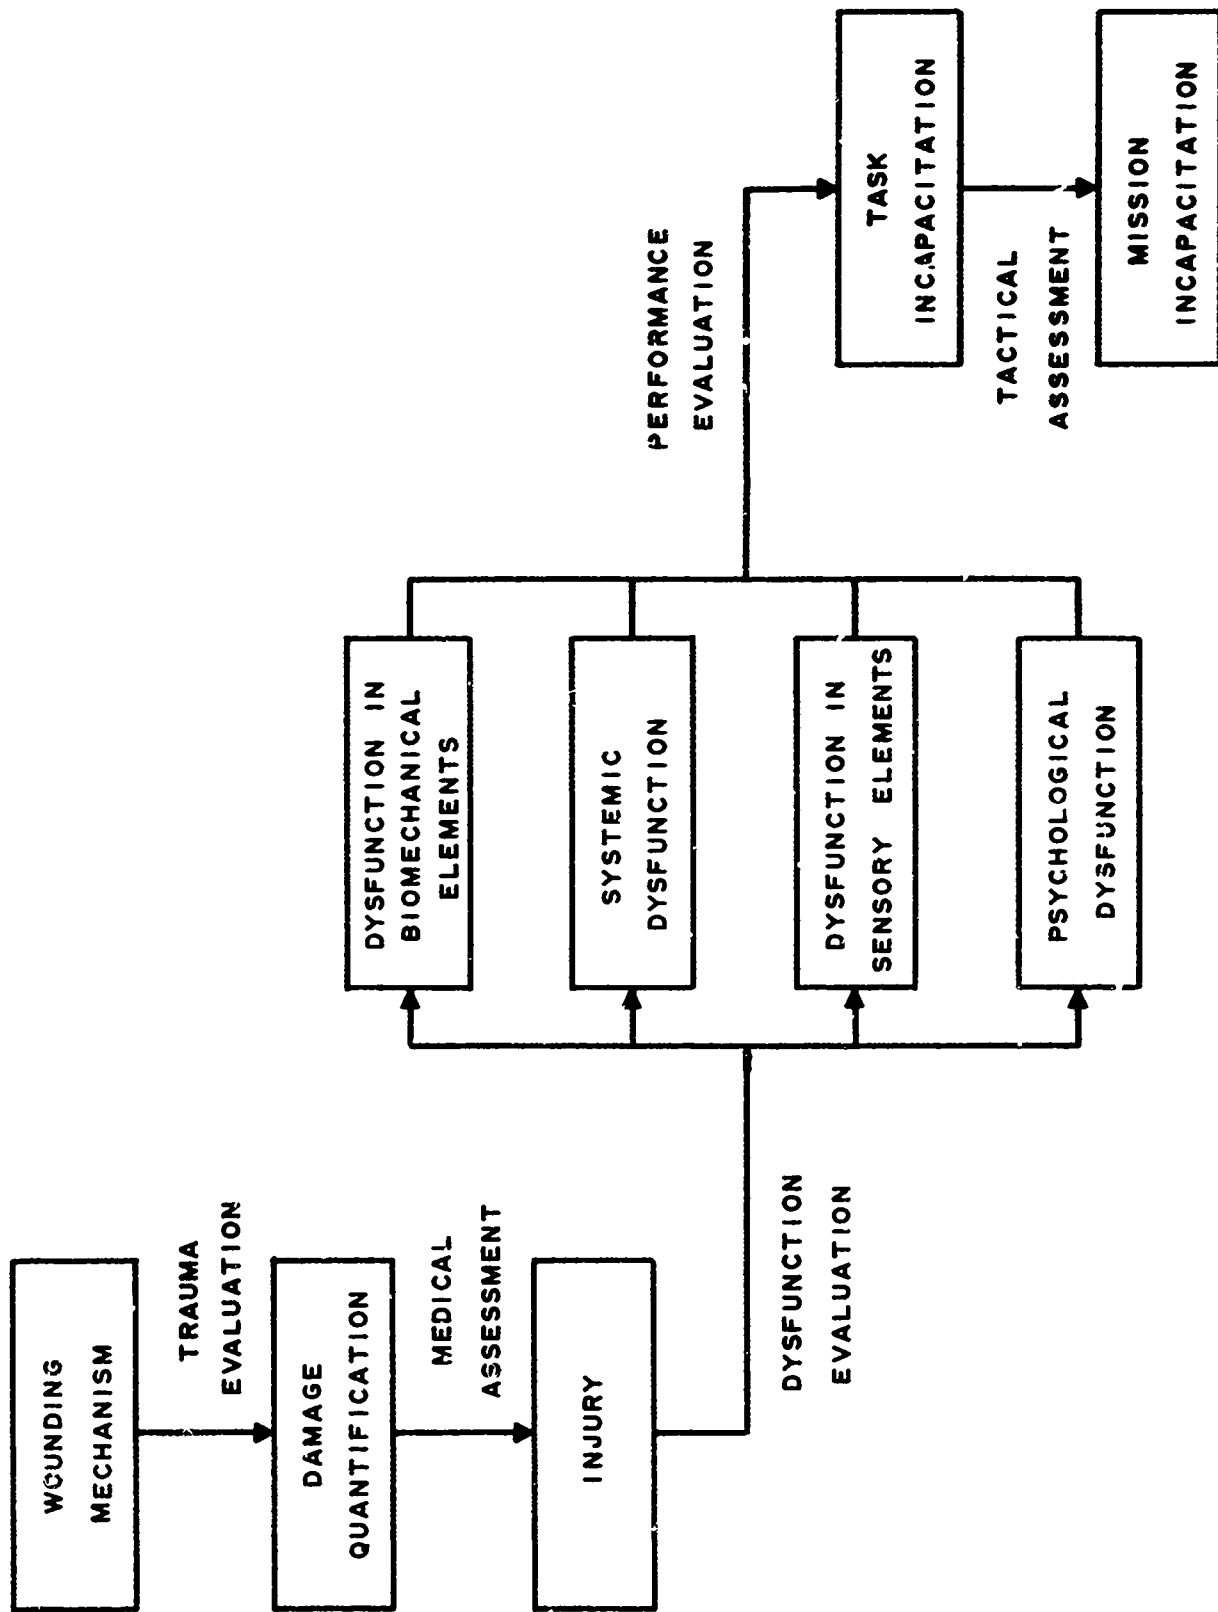 WOUNDING
MECHANISM
TRAUMA
EVALUATION
DAMAGE
QUANTIFICATION
MEDICAL
ASSESSMENT
INJURY
DYSFUNCTION
EVALUATION
DYSFUNCTION IN
BIOMECHANICAL
ELEMENTS
SYSTEMIC
DYSFUNCTION
DYSFUNCTION IN
SENSORY ELEMENTS
PSYCHOLOGICAL
DYSFUNCTION
PERFORMANCE
EVALUATION
TASK
INCAPACITATION
TACTICAL
ASSESSMENT
MISSION
INCAPACITATION